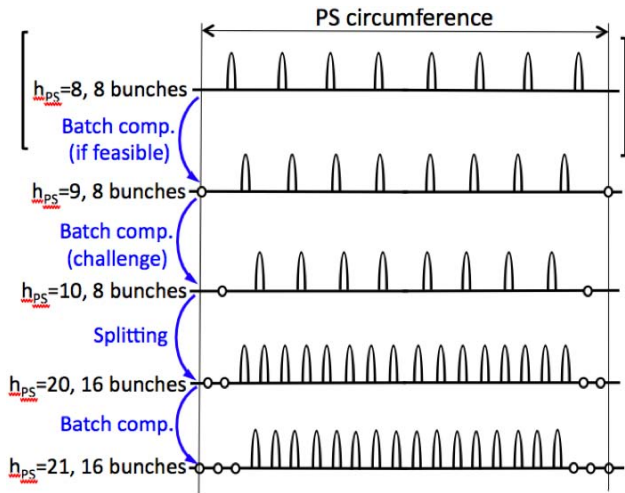 PS circumference
hPS=8, 8 bunches
Batch comp.
(if feasible)
hPS=9, 8 bunches
Batch comp.
(challenge)
hPS=10, 8 bunches
Splitting
hPS=20, 16 bunches
Batch comp.
hPS=21, 16 bunches